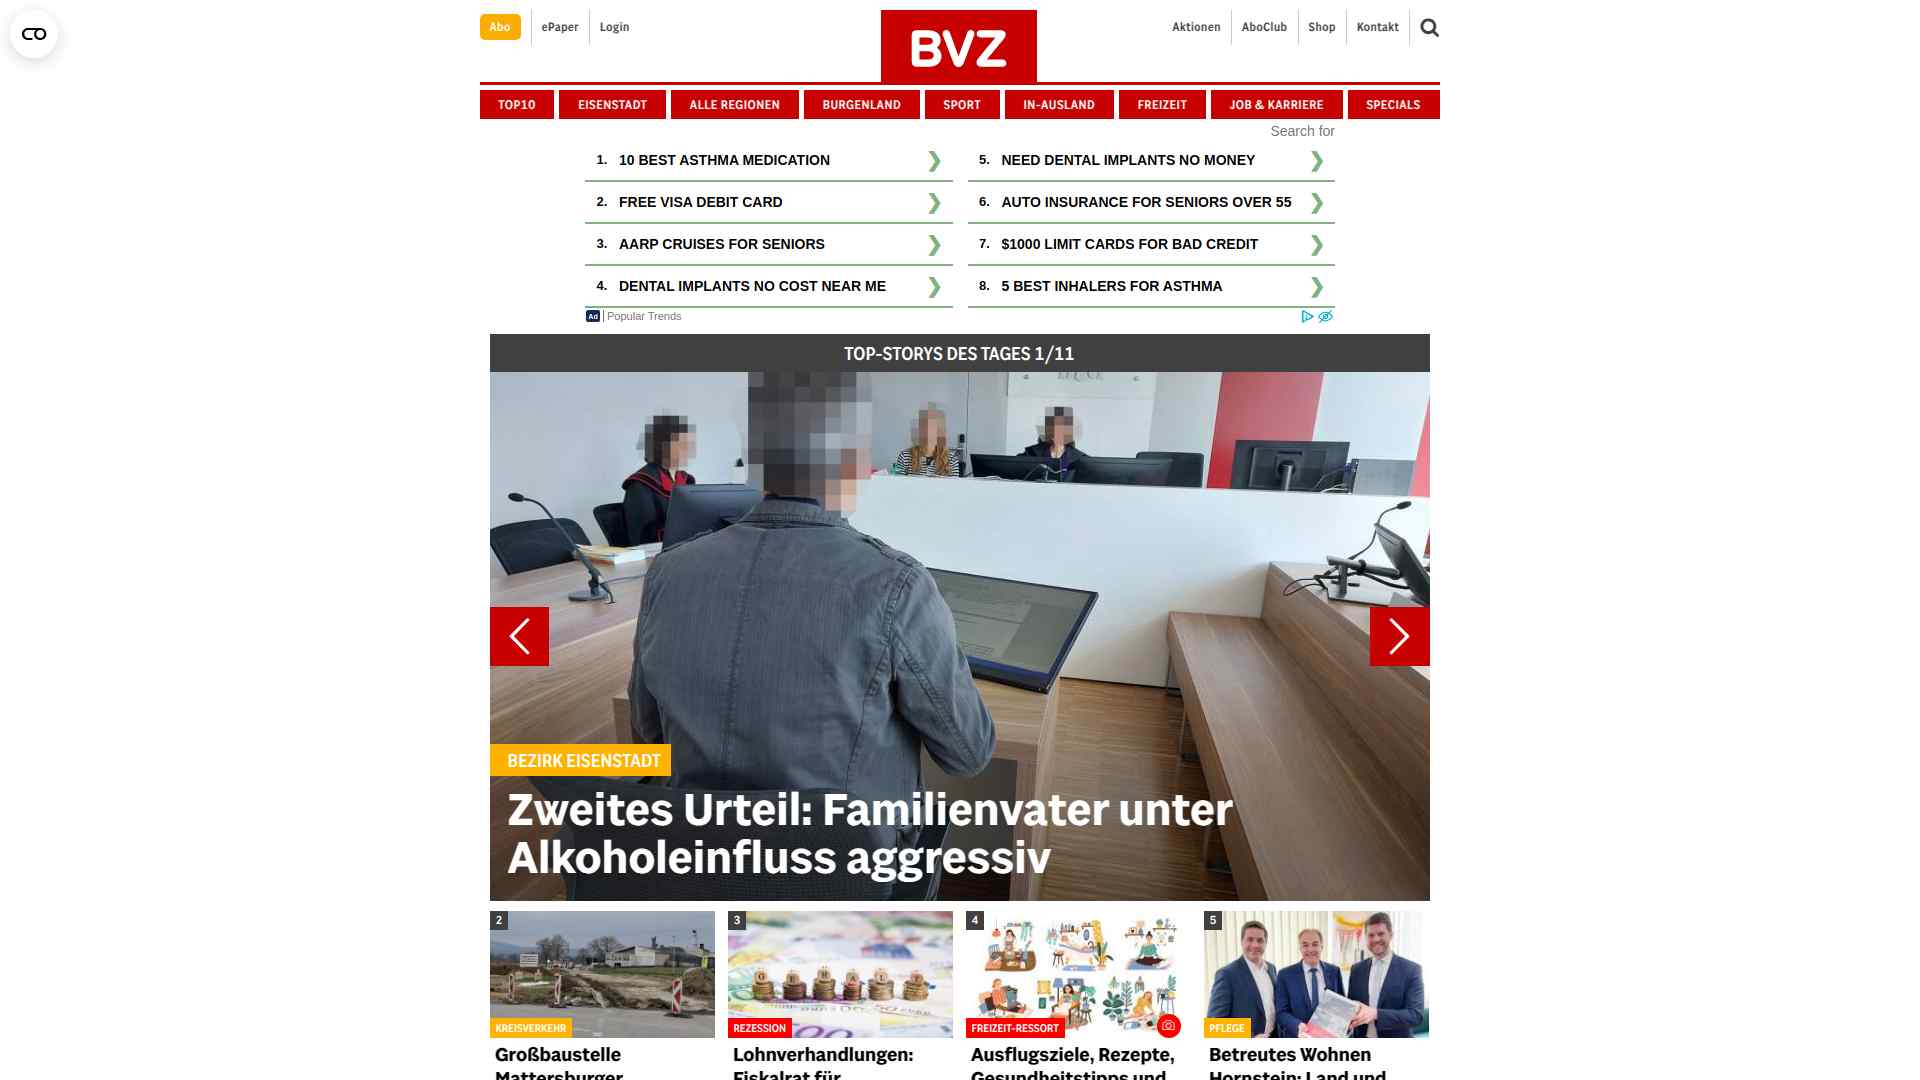 Abo
ePaper
Login
BVZ
Aktionen
AboClub
Shop
Kontakt
TOP10
EISENSTADT
ALLE REGIONEN
BURGENLAND
SPORT
IN-AUSLAND
FREIZEIT
JOB & KARRIERE
SPECIALS
Search for
1. 10 BEST ASTHMA MEDICATION
2. FREE VISA DEBIT CARD
3. AARP CRUISES FOR SENIORS
4. DENTAL IMPLANTS NO COST NEAR ME
5. NEED DENTAL IMPLANTS NO MONEY
6. AUTO INSURANCE FOR SENIORS OVER 55
7. $1000 LIMIT CARDS FOR BAD CREDIT
8. 5 BEST INHALERS FOR ASTHMA
Ad | Popular Trends
TOP-STORYS DES TAGES 1/11
BEZIRK EISENSTADT
Zweites Urteil: Familienvater unter
Alkoholeinfluss aggressiv
2
KREISVERKEHR
Großbaustelle
Mattersburger
3
REZESSION
Lohnverhandlungen:
Fiskalrat für
4
FREIZEIT-RESSORT
Ausflugsziele, Rezepte,
Gesundheitstipps und
5
PFLEGE
Betreutes Wohnen
Hornstein: Land und